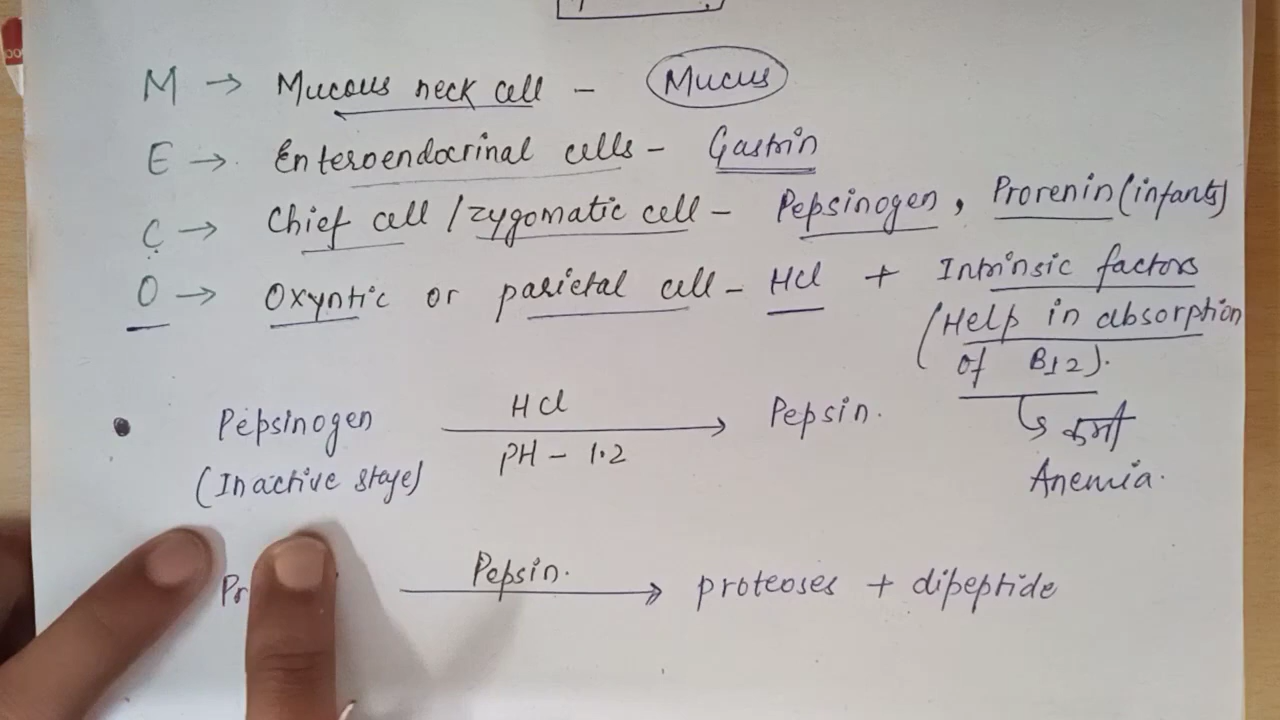 M → Mucous neck cell - Mucus
E → Enteroendocrinal cells - Gastrin
C → Chief cell / zygomatic cell - Pepsinogen, Prorenin (infants)
O → Oxyntic or parietal cell - HCl + Intrinsic factors
(Help in absorption
of B12).
↳ कमी
Anemia.
• Pepsinogen HCl → Pepsin.
(Inactive stage) PH - 1.2
Pepsin. → proteoses + dipeptide